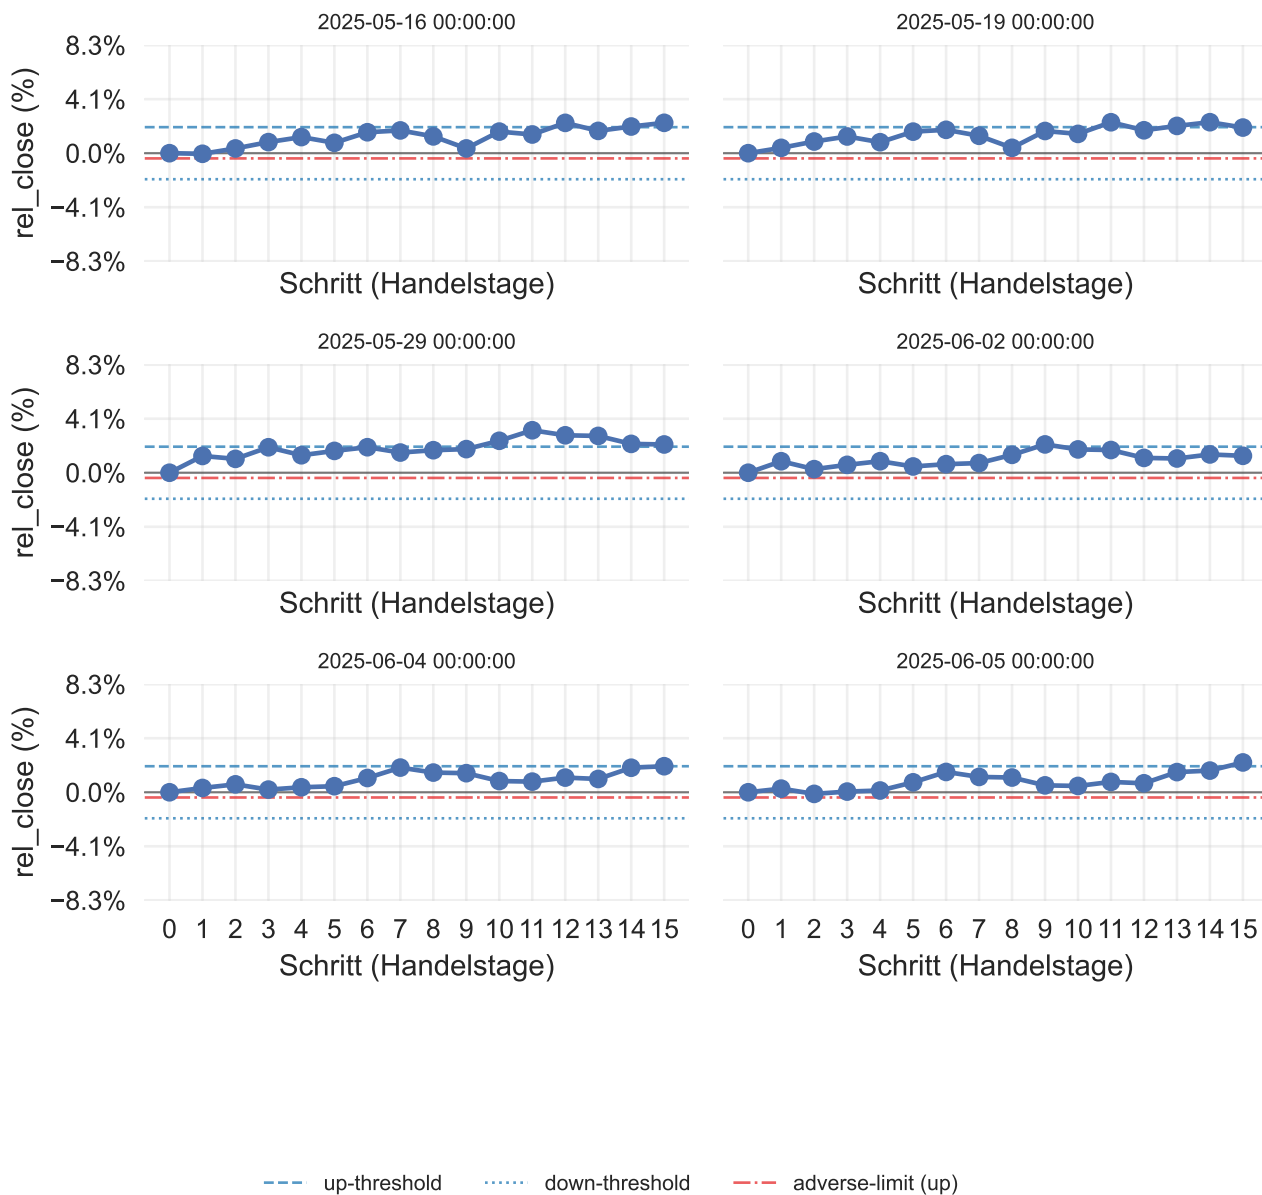 2025-05-16 00:00:00
2025-05-19 00:00:00
8.3%
4.1%
0.0%
−4.1%
−8.3%
rel_close (%)
Schritt (Handelstage)
Schritt (Handelstage)
2025-05-29 00:00:00
2025-06-02 00:00:00
8.3%
4.1%
0.0%
−4.1%
−8.3%
rel_close (%)
Schritt (Handelstage)
Schritt (Handelstage)
2025-06-04 00:00:00
2025-06-05 00:00:00
8.3%
4.1%
0.0%
−4.1%
−8.3%
rel_close (%)
0 1 2 3 4 5 6 7 8 9 10 11 12 13 14 15
0 1 2 3 4 5 6 7 8 9 10 11 12 13 14 15
Schritt (Handelstage)
Schritt (Handelstage)
up-threshold down-threshold adverse-limit (up)